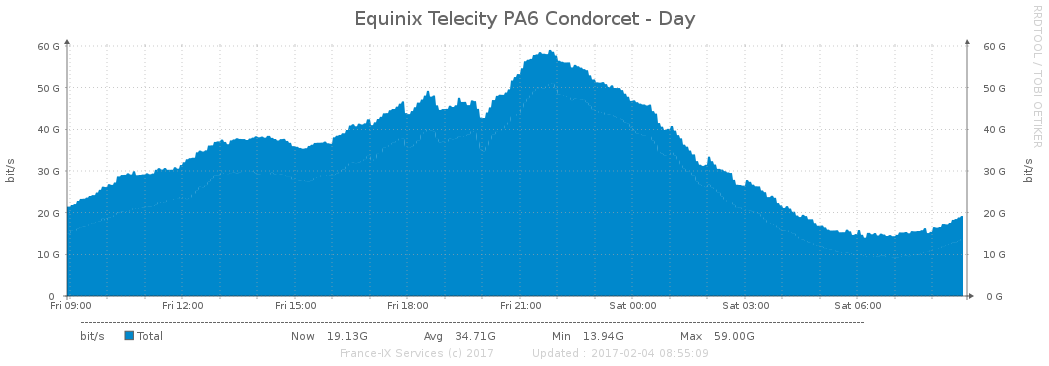 Equinix Telecity PA6 Condorcet - Day
RRDTOOL / TOBI OETIKER
60 G 60 G
50 G 50 G
40 G 40 G
30 G 30 G
20 G 20 G
10 G 10 G
0 0 G
bit/s
bit/s
Fri 09:00 Fri 12:00 Fri 15:00 Fri 18:00 Fri 21:00 Sat 00:00 Sat 03:00 Sat 06:00
bit/s Total Now 19.13G Avg 34.71G Min 13.94G Max 59.00G
France-IX Services (c) 2017 Updated : 2017-02-04 08:55:09